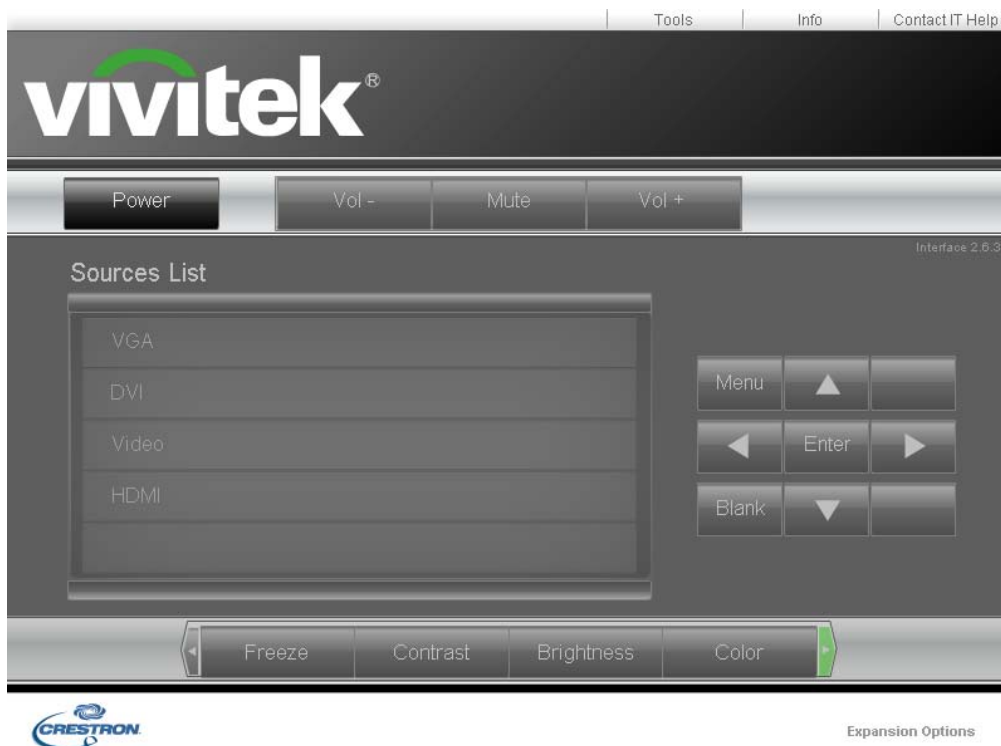 Tools Info Contact IT Help
vivitek®
Power Vol - Mute Vol +
Interface 2.6.3
Sources List
VGA
DVI
Video
HDMI
Menu
Enter
Blank
Freeze Contrast Brightness Color
CRESTRON
Expansion Options